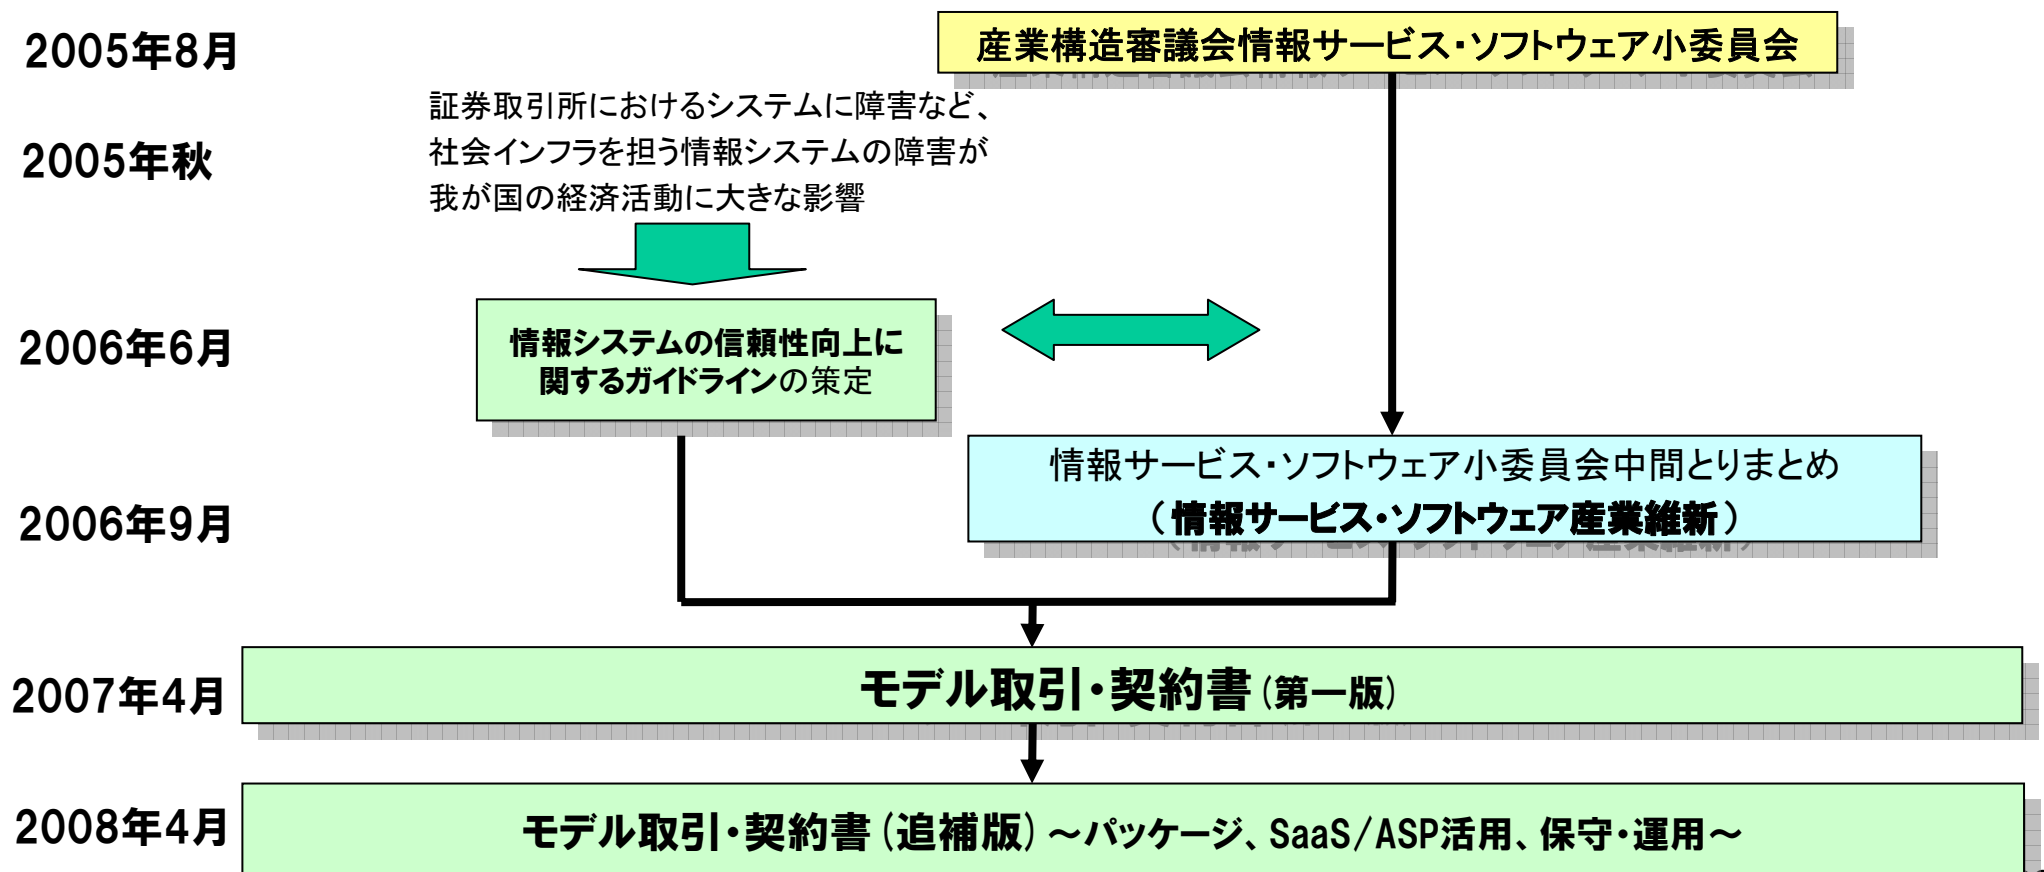 2005年8月
産業構造審議会情報サービス・ソフトウェア小委員会
2005年秋
証券取引所におけるシステムに障害など、
社会インフラを担う情報システムの障害が
我が国の経済活動に大きな影響
2006年6月
情報システムの信頼性向上に
関するガイドラインの策定
2006年9月
情報サービス・ソフトウェア小委員会中間とりまとめ
（情報サービス・ソフトウェア産業維新）
2007年4月
モデル取引・契約書(第一版)
2008年4月
モデル取引・契約書(追補版)～パッケージ、SaaS/ASP活用、保守・運用～